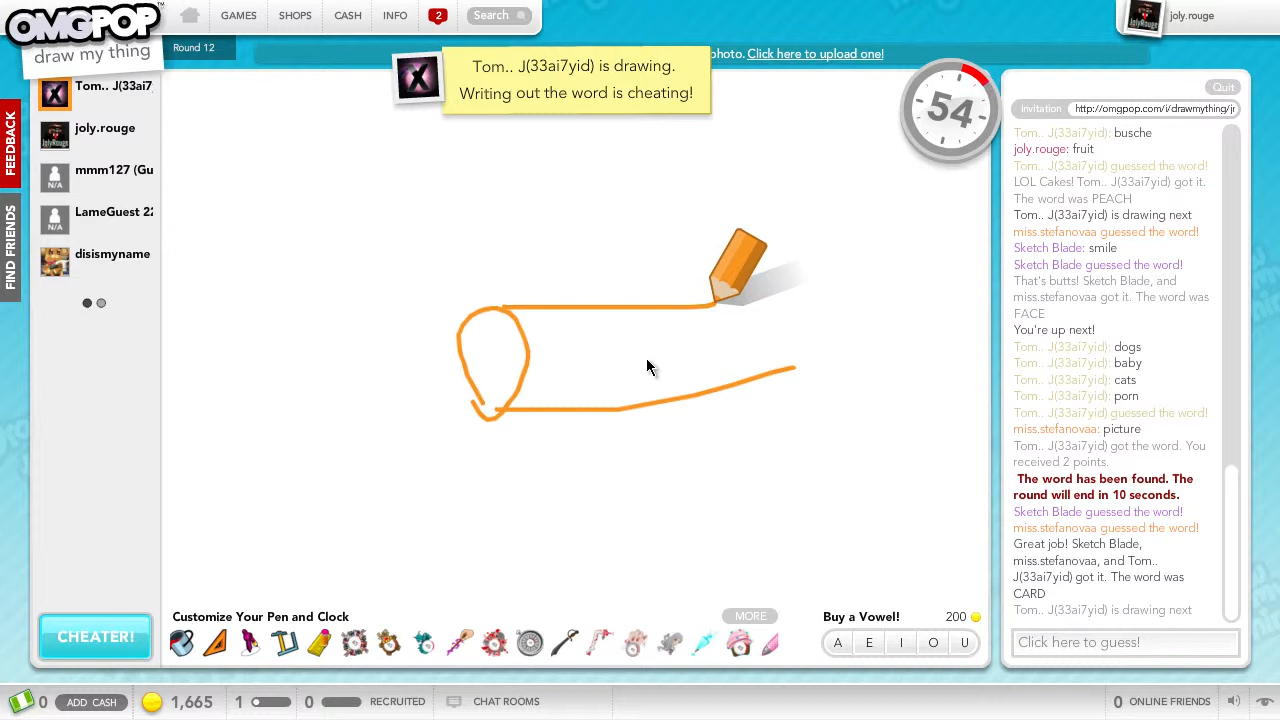 OMGPOP™
draw my thing
GAMES
SHOPS
CASH
INFO
2
Search
joly.rouge
Round 12
photo. Click here to upload one!
Tom.. J(33ai7yid) is drawing.
Writing out the word is cheating!
54
FEEDBACK
FIND FRIENDS
Tom.. J(33ai7
joly.rouge
mmm127 (Gu
N/A
LameGuest 22
N/A
disismyname
CHEATER!
Customize Your Pen and Clock
MORE
Buy a Vowel!
200
A E I O U
Quit
Invitation http://omgpop.com/i/drawmything/jr
Tom.. J(33ai7yid): busche
joly.rouge: fruit
Tom.. J(33ai7yid) guessed the word!
LOL Cakes! Tom.. J(33ai7yid) got it.
The word was PEACH
Tom.. J(33ai7yid) is drawing next
miss.stefanovaa guessed the word!
Sketch Blade: smile
Sketch Blade guessed the word!
That's butts! Sketch Blade, and
miss.stefanovaa got it. The word was
FACE
You're up next!
Tom.. J(33ai7yid): dogs
Tom.. J(33ai7yid): baby
Tom.. J(33ai7yid): cats
Tom.. J(33ai7yid): porn
Tom.. J(33ai7yid) guessed the word!
miss.stefanovaa: picture
Tom.. J(33ai7yid) got the word. You
received 2 points.
The word has been found. The
round will end in 10 seconds.
Sketch Blade guessed the word!
miss.stefanovaa guessed the word!
Great job! Sketch Blade,
miss.stefanovaa, and Tom..
J(33ai7yid) got it. The word was
CARD
Tom.. J(33ai7yid) is drawing next
Click here to guess!
0 ADD CASH
1,665
1
0 RECRUITED
CHAT ROOMS
0 ONLINE FRIENDS